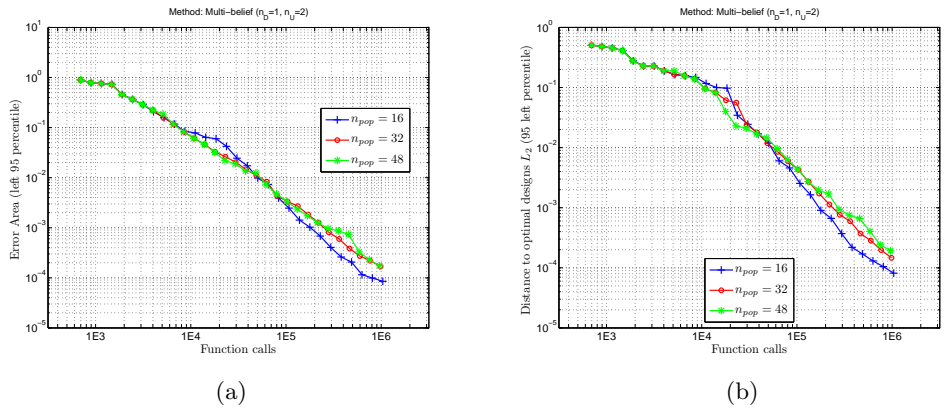 Method: Multi-belief (n_D=1, n_U=2)
Error Area (left 95 percentile)
10^1
10^0
10^-1
10^-2
10^-3
10^-4
10^-5
n_pop = 16
n_pop = 32
n_pop = 48
1E3
1E4
1E5
1E6
Function calls
(a)
Method: Multi-belief (n_D=1, n_U=2)
Distance to optimal designs L_2 (95 left percentile)
10^0
10^-1
10^-2
10^-3
10^-4
10^-5
n_pop = 16
n_pop = 32
n_pop = 48
1E3
1E4
1E5
1E6
Function calls
(b)